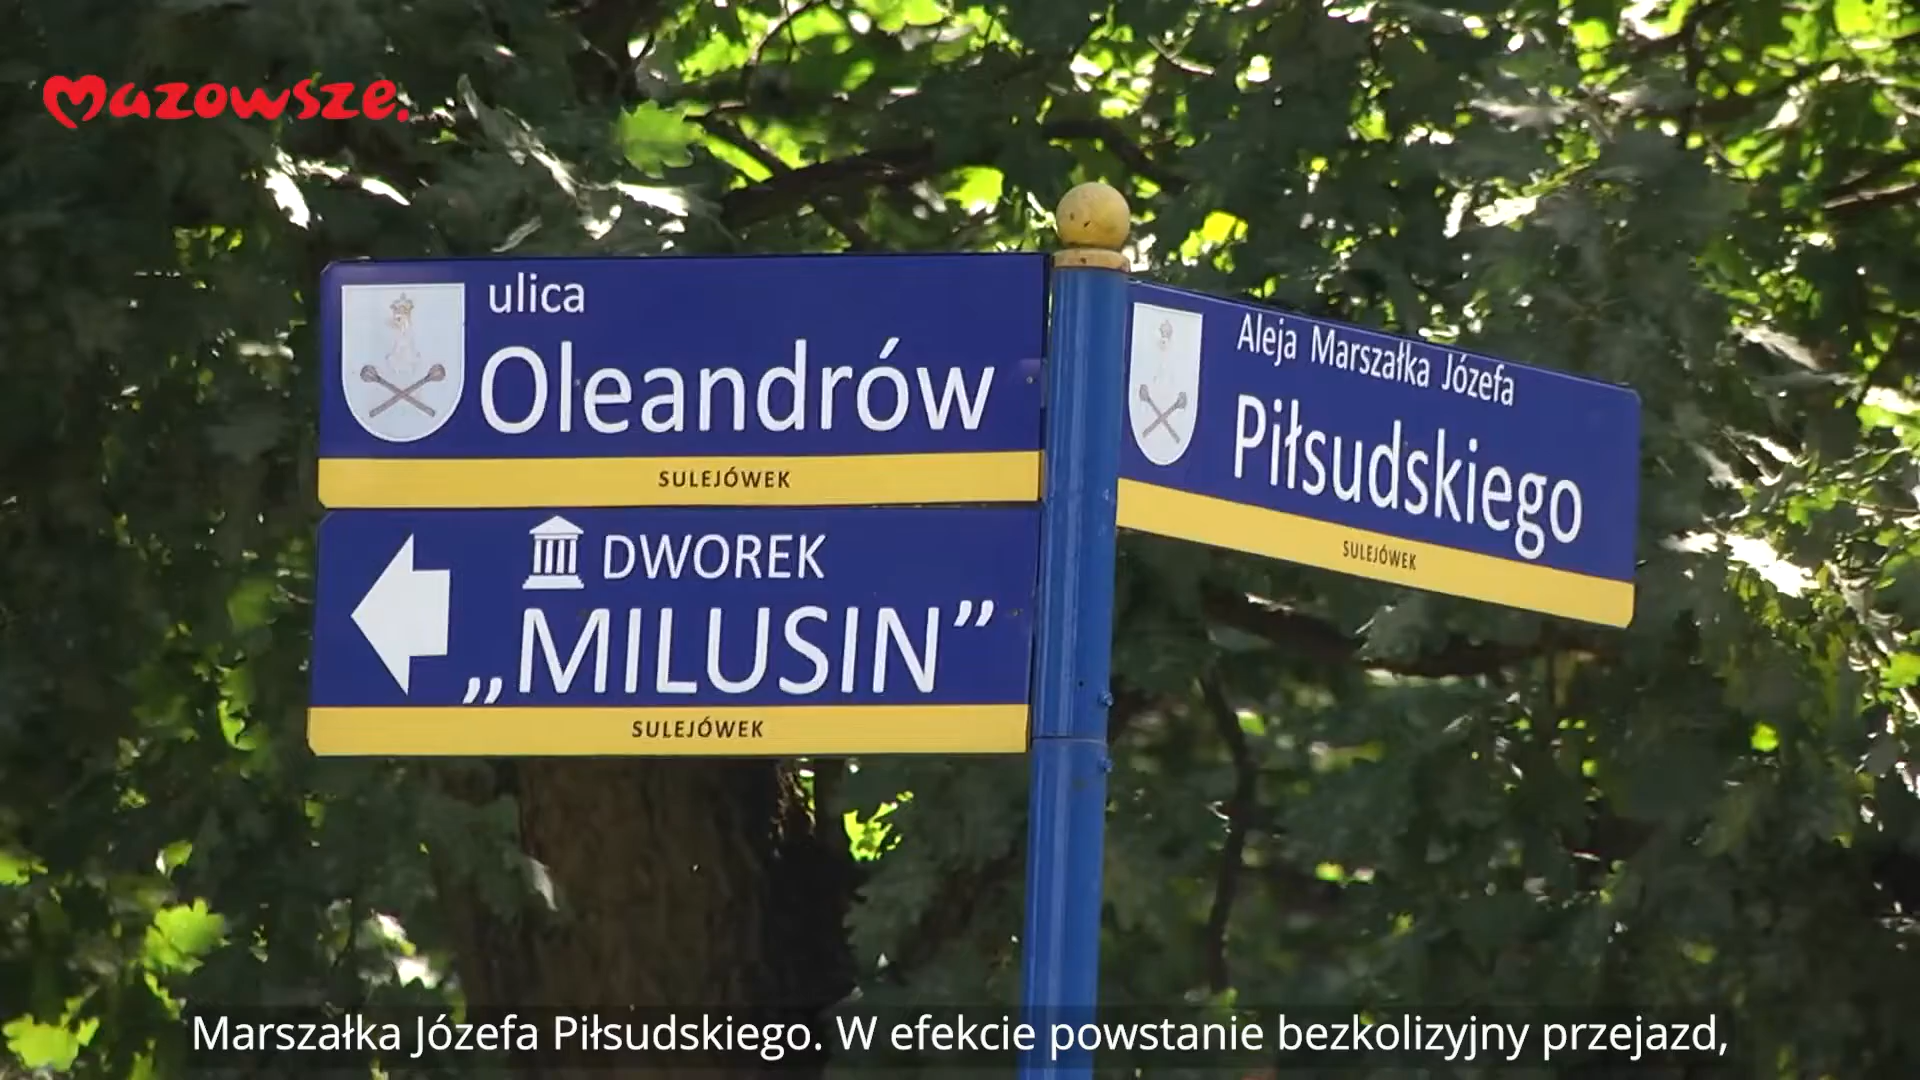 Mazowsze.
ulica
Oleandrów
SULEJÓWEK
DWOREK
„MILUSIN”
SULEJÓWEK
Aleja Marszałka Józefa
Piłsudskiego
SULEJÓWEK
Marszałka Józefa Piłsudskiego. W efekcie powstanie bezkolizyjny przejazd,